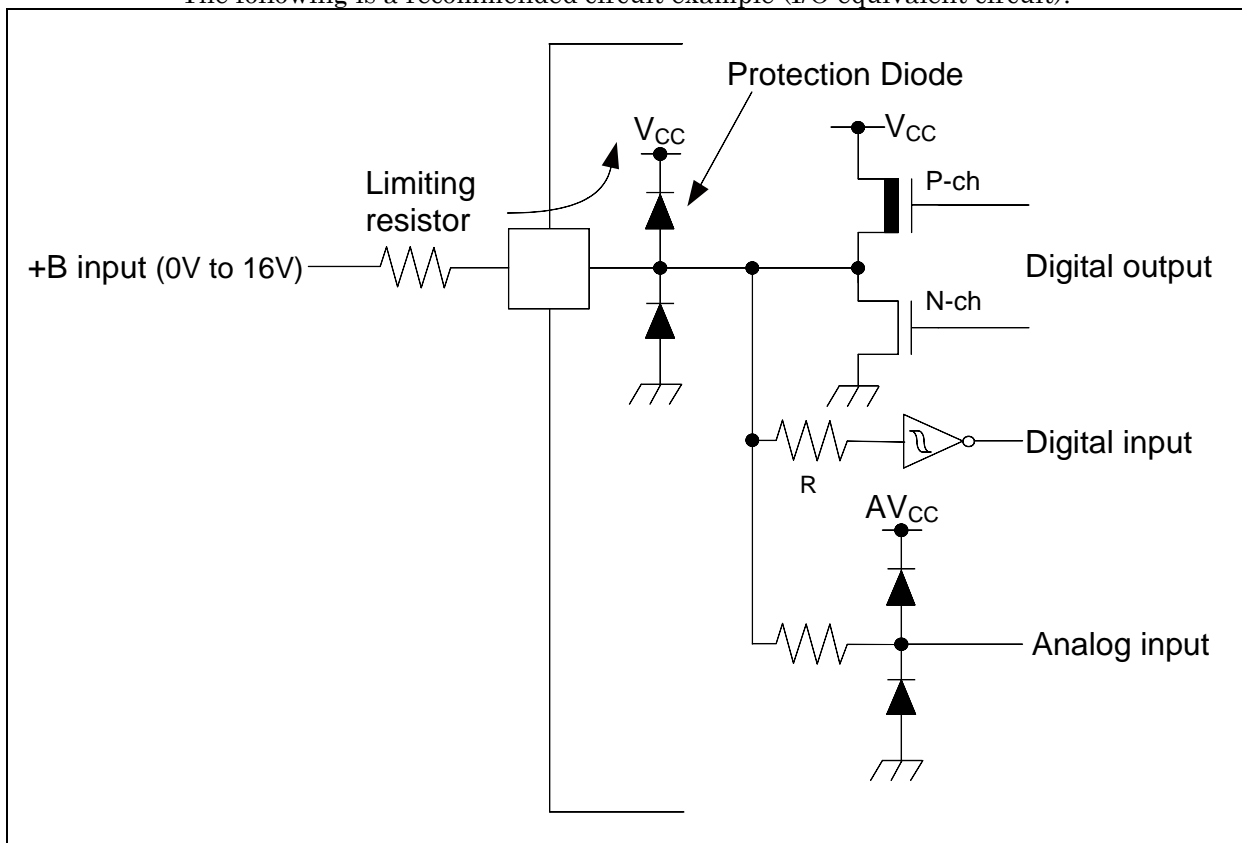 The following is a recommended circuit example (I/O equivalent circuit).
Protection Diode
VCC
VCC
Limiting
resistor
P-ch
+B input (0V to 16V)
Digital output
N-ch
Digital input
R
AVCC
Analog input